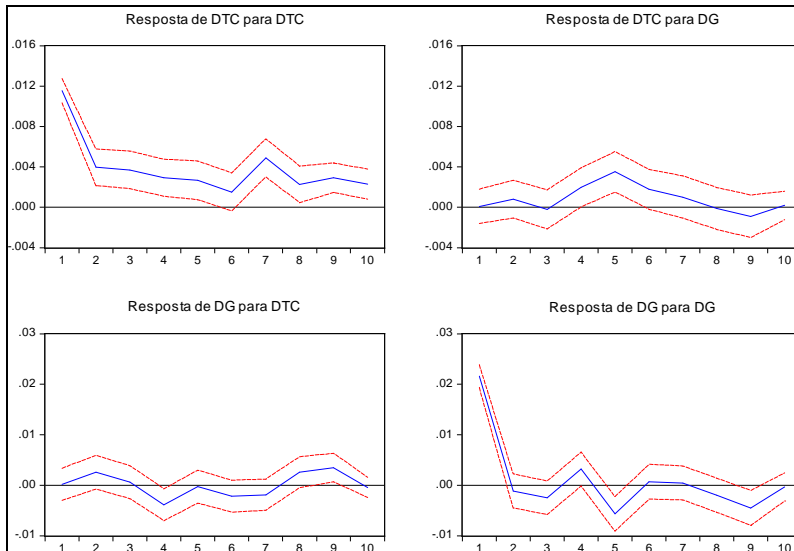 Resposta de DTC para DTC
.016
.012
.008
.004
.000
-.004
1 2 3 4 5 6 7 8 9 10
Resposta de DTC para DG
.016
.012
.008
.004
.000
-.004
1 2 3 4 5 6 7 8 9 10
Resposta de DG para DTC
.03
.02
.01
.00
-.01
1 2 3 4 5 6 7 8 9 10
Resposta de DG para DG
.03
.02
.01
.00
-.01
1 2 3 4 5 6 7 8 9 10